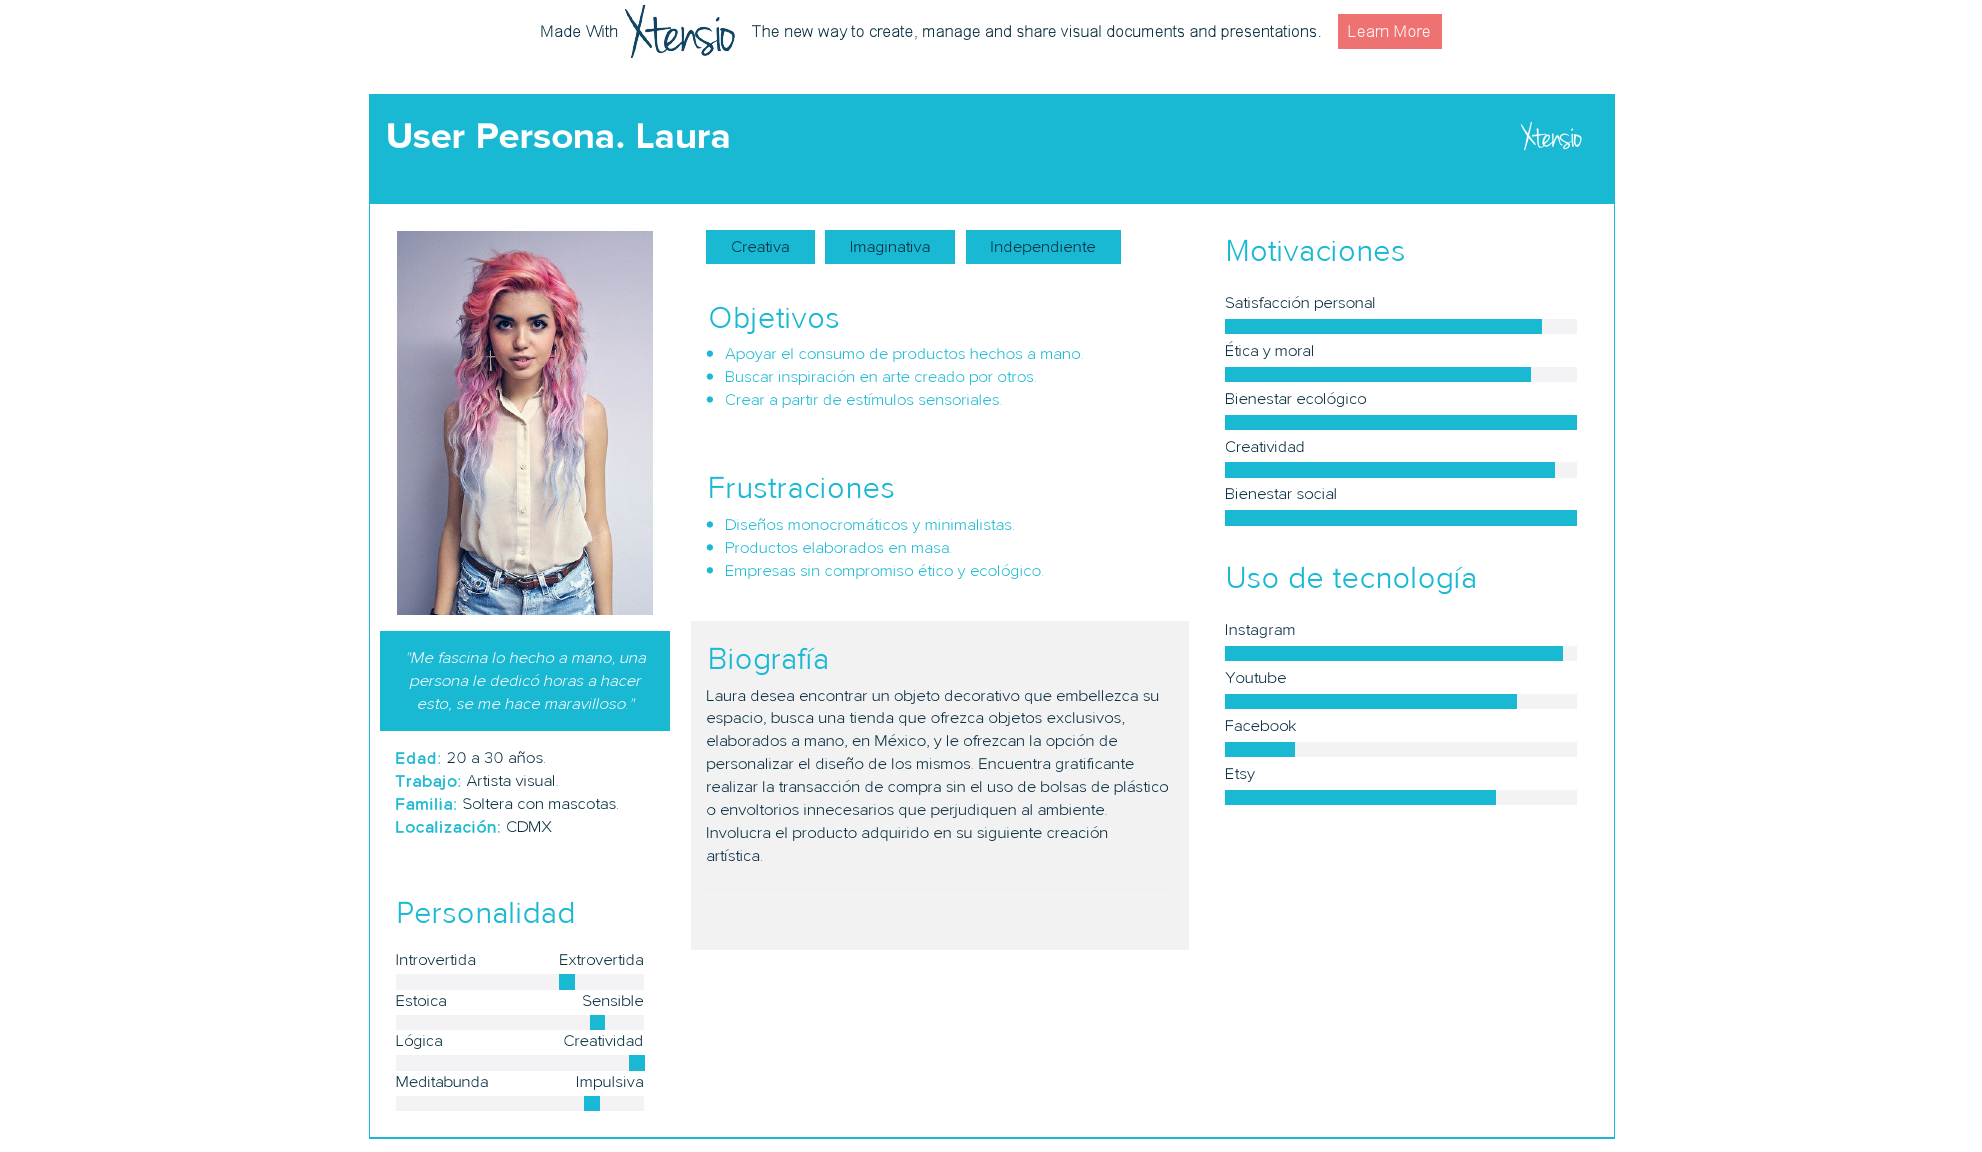 Made With Xtensio The new way to create, manage and share visual documents and presentations. Learn More
User Persona. Laura
Xtensio
Creativa Imaginativa Independiente
Objetivos
Apoyar el consumo de productos hechos a mano.
Buscar inspiración en arte creado por otros.
Crear a partir de estímulos sensoriales.
Frustraciones
Diseños monocromáticos y minimalistas.
Productos elaborados en masa.
Empresas sin compromiso ético y ecológico.
"Me fascina lo hecho a mano, una
persona le dedicó horas a hacer
esto, se me hace maravilloso."
Edad: 20 a 30 años.
Trabajo: Artista visual.
Familia: Soltera con mascotas.
Localización: CDMX
Personalidad
Introvertida Extrovertida
Estoica Sensible
Lógica Creatividad
Meditabunda Impulsiva
Biografía
Laura desea encontrar un objeto decorativo que embellezca su
espacio, busca una tienda que ofrezca objetos exclusivos,
elaborados a mano, en México, y le ofrezcan la opción de
personalizar el diseño de los mismos. Encuentra gratificante
realizar la transacción de compra sin el uso de bolsas de plástico
o envoltorios innecesarios que perjudiquen al ambiente.
Involucra el producto adquirido en su siguiente creación
artística.
Motivaciones
Satisfacción personal
Ética y moral
Bienestar ecológico
Creatividad
Bienestar social
Uso de tecnología
Instagram
Youtube
Facebook
Etsy